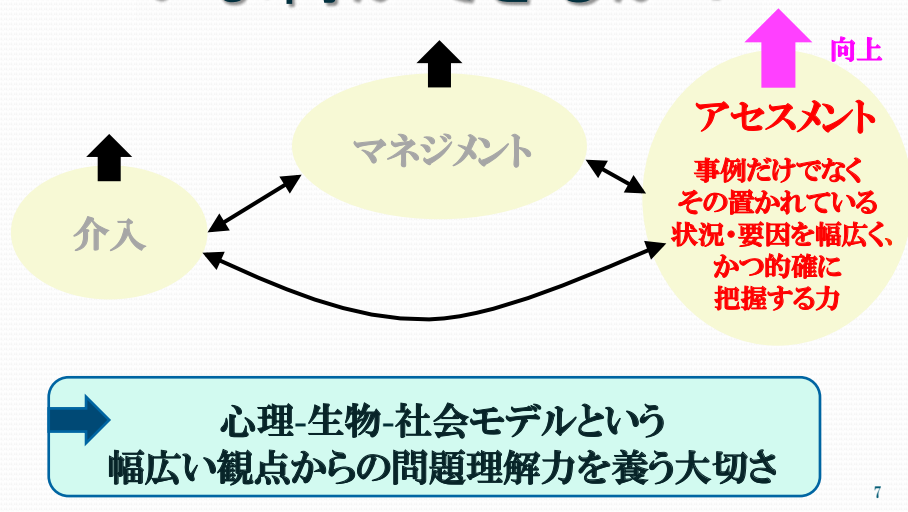 向上
アセスメント
事例だけでなく
その置かれている
状況・要因を幅広く、
かつ的確に
把握する力
マネジメント
介入
心理-生物-社会モデルという
幅広い観点からの問題理解力を養う大切さ
7